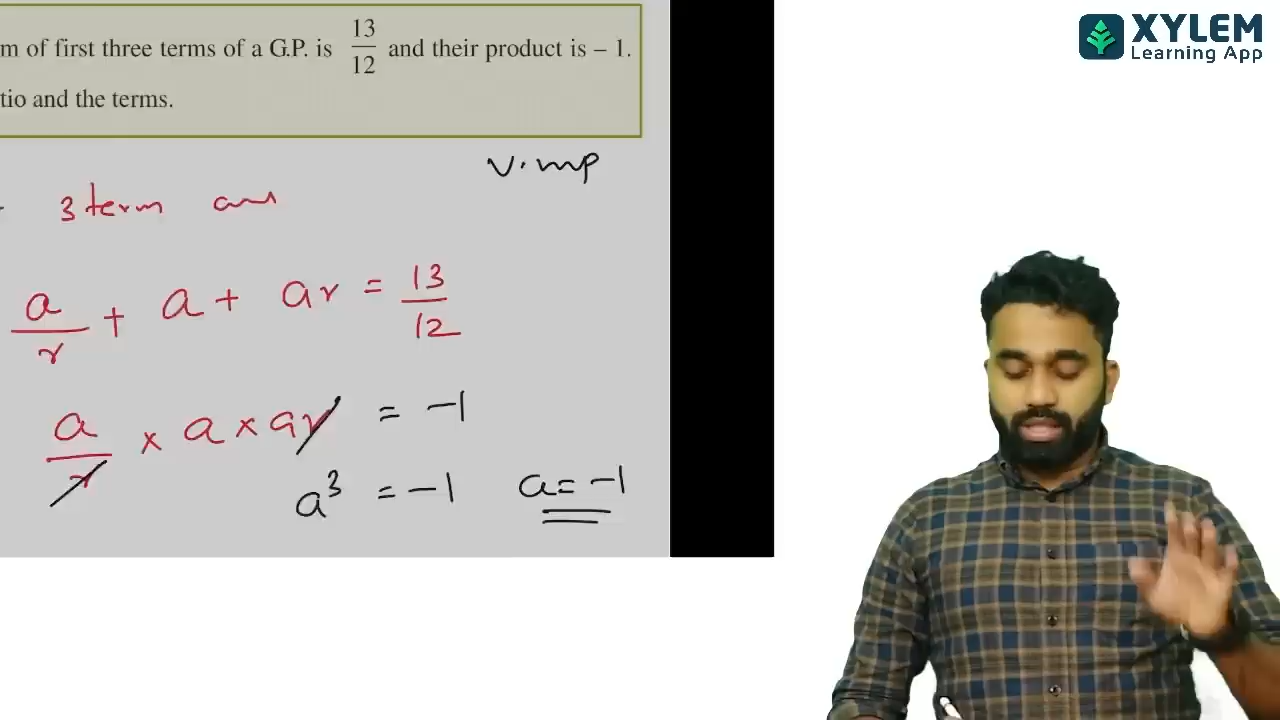 m of first three terms of a G.P. is 13/12 and their product is – 1.
tio and the terms.
v. mp
3 term are
a/r + a + ar = 13/12
a/r × a × ar = -1
a³ = -1 a = -1
XYLEM
Learning App